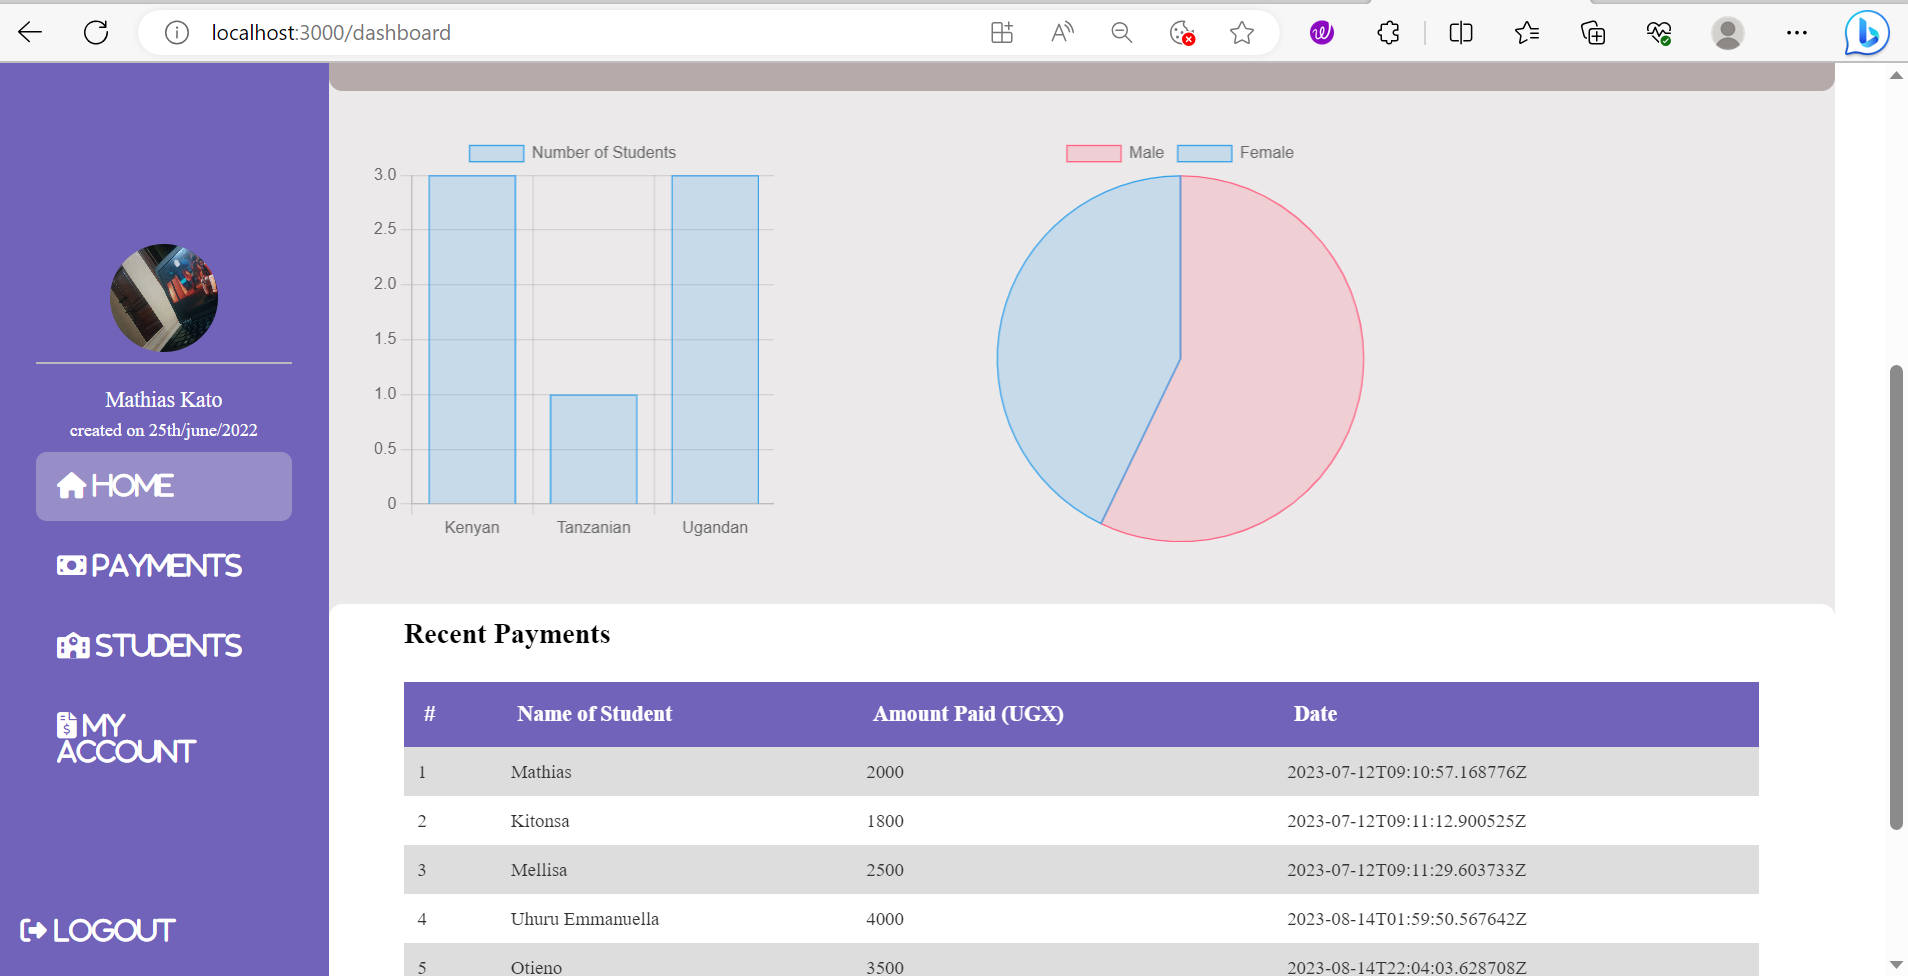 localhost:3000/dashboard
Mathias Kato
created on 25th/june/2022
HOME
PAYMENTS
STUDENTS
MY
ACCOUNT
LOGOUT
Number of Students
3.0
2.5
2.0
1.5
1.0
0.5
0
Kenyan Tanzanian Ugandan
Male Female
Recent Payments
# Name of Student Amount Paid (UGX) Date
1 Mathias 2000 2023-07-12T09:10:57.168776Z
2 Kitonsa 1800 2023-07-12T09:11:12.900525Z
3 Mellisa 2500 2023-07-12T09:11:29.603733Z
4 Uhuru Emmanuella 4000 2023-08-14T01:59:50.567642Z
5 Otieno 3500 2023-08-14T22:04:03.628708Z